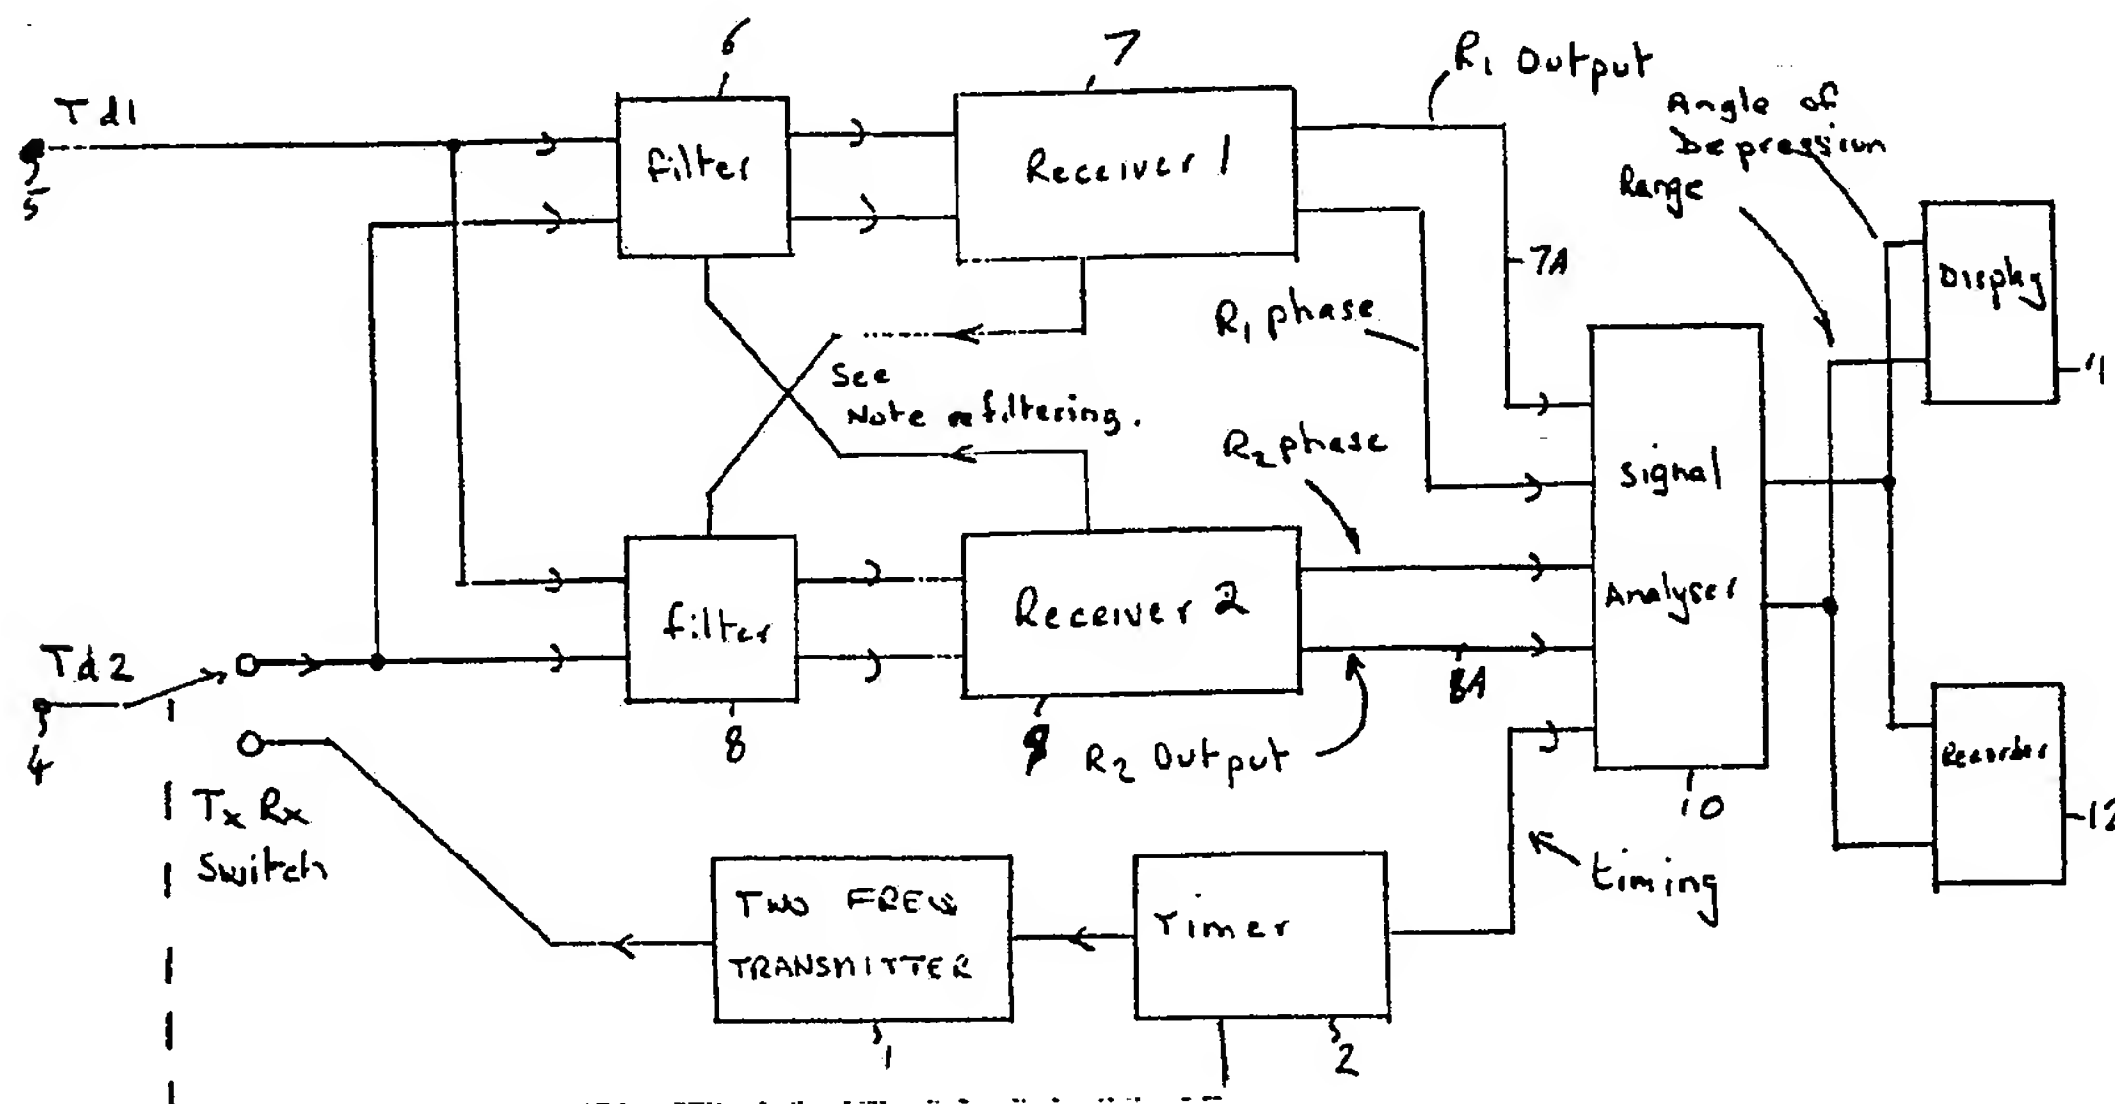 6
7
R1 Output
Td1
5
filter
Receiver 1
Angle of
Depression
Range
7A
Display
R1 phase
See
Note re filtering.
R2 phase
Signal
Analyser
filter
Receiver 2
Td2
4
8
9
8A
R2 Output
10
Recorder
12
Tx Rx
Switch
TWO FREQ
TRANSMITTER
Timer
timing
1
2